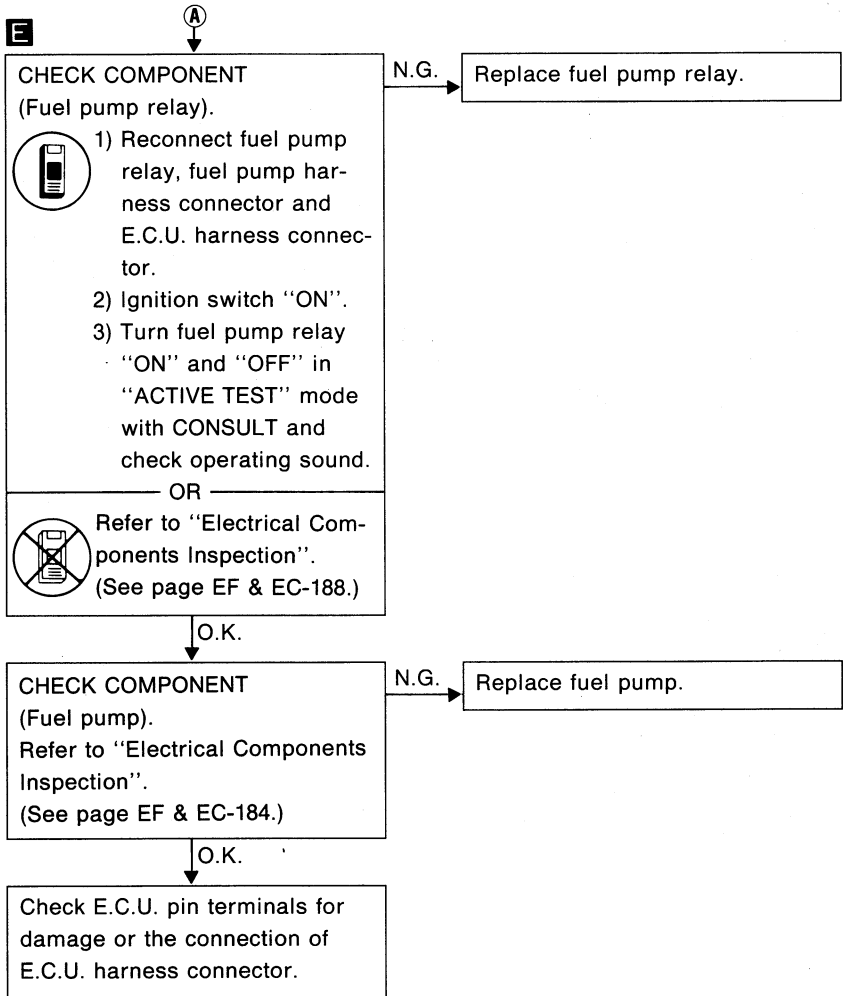 A
E
CHECK COMPONENT
(Fuel pump relay).
1) Reconnect fuel pump
relay, fuel pump har-
ness connector and
E.C.U. harness connec-
tor.
2) Ignition switch ‘‘ON’’.
3) Turn fuel pump relay
‘‘ON’’ and ‘‘OFF’’ in
‘‘ACTIVE TEST’’ mode
with CONSULT and
check operating sound.
N.G.
Replace fuel pump relay.
OR
Refer to ‘‘Electrical Com-
ponents Inspection’’.
(See page EF & EC-188.)
O.K.
CHECK COMPONENT
(Fuel pump).
Refer to ‘‘Electrical Components
Inspection’’.
(See page EF & EC-184.)
N.G.
Replace fuel pump.
O.K.
Check E.C.U. pin terminals for
damage or the connection of
E.C.U. harness connector.